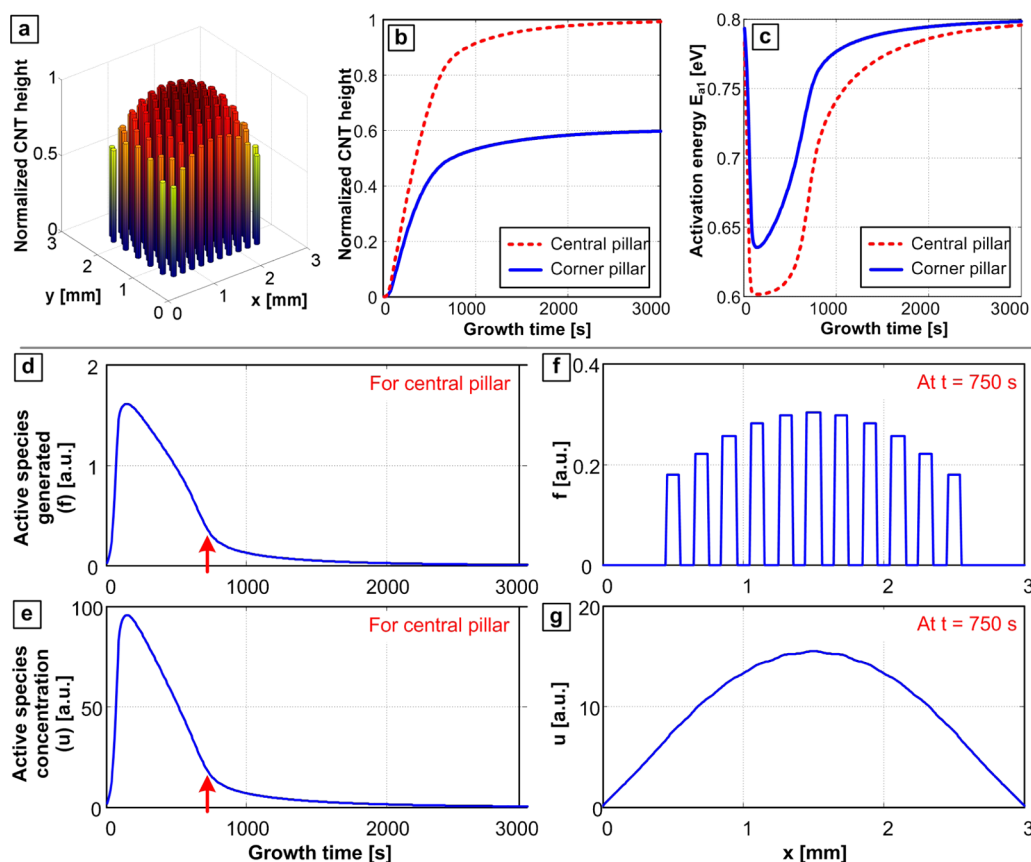 a
Normalized CNT height
1
0.5
0
3
2
1
0
0
1
2
3
y [mm]
x [mm]
b
Normalized CNT height
1
0.8
0.6
0.4
0.2
0
Central pillar
Corner pillar
0
1000
2000
3000
Growth time [s]
c
Activation energy Ea1 [eV]
0.8
0.75
0.7
0.65
0.6
Central pillar
Corner pillar
0
1000
2000
3000
Growth time [s]
d
For central pillar
Active species
generated
(f) [a.u.]
2
1
0
0
1000
2000
3000
e
For central pillar
Active species
concentration
(u) [a.u.]
100
50
0
0
1000
2000
3000
Growth time [s]
f
At t = 750 s
f [a.u.]
0.4
0.2
0
0
1
2
3
g
At t = 750 s
u [a.u.]
20
10
0
0
1
2
3
x [mm]